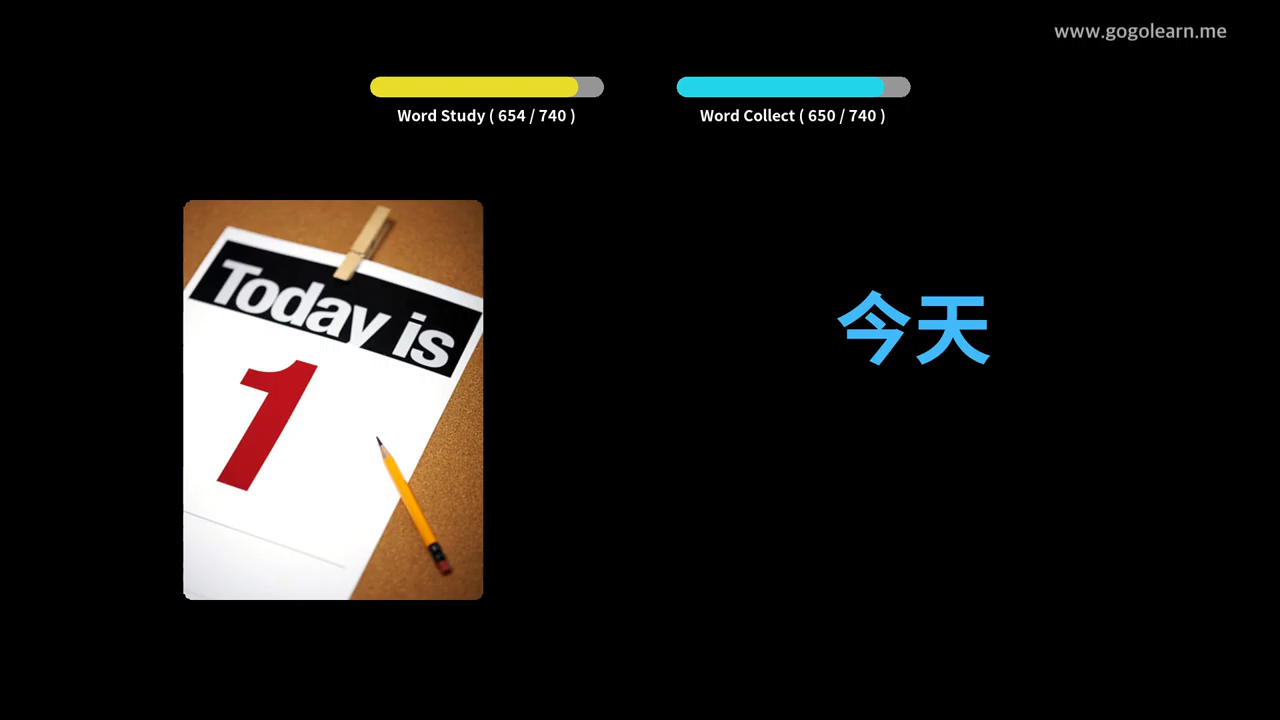 www.gogolearn.me
Word Study ( 654 / 740 )
Word Collect ( 650 / 740 )
Today is
1
今天